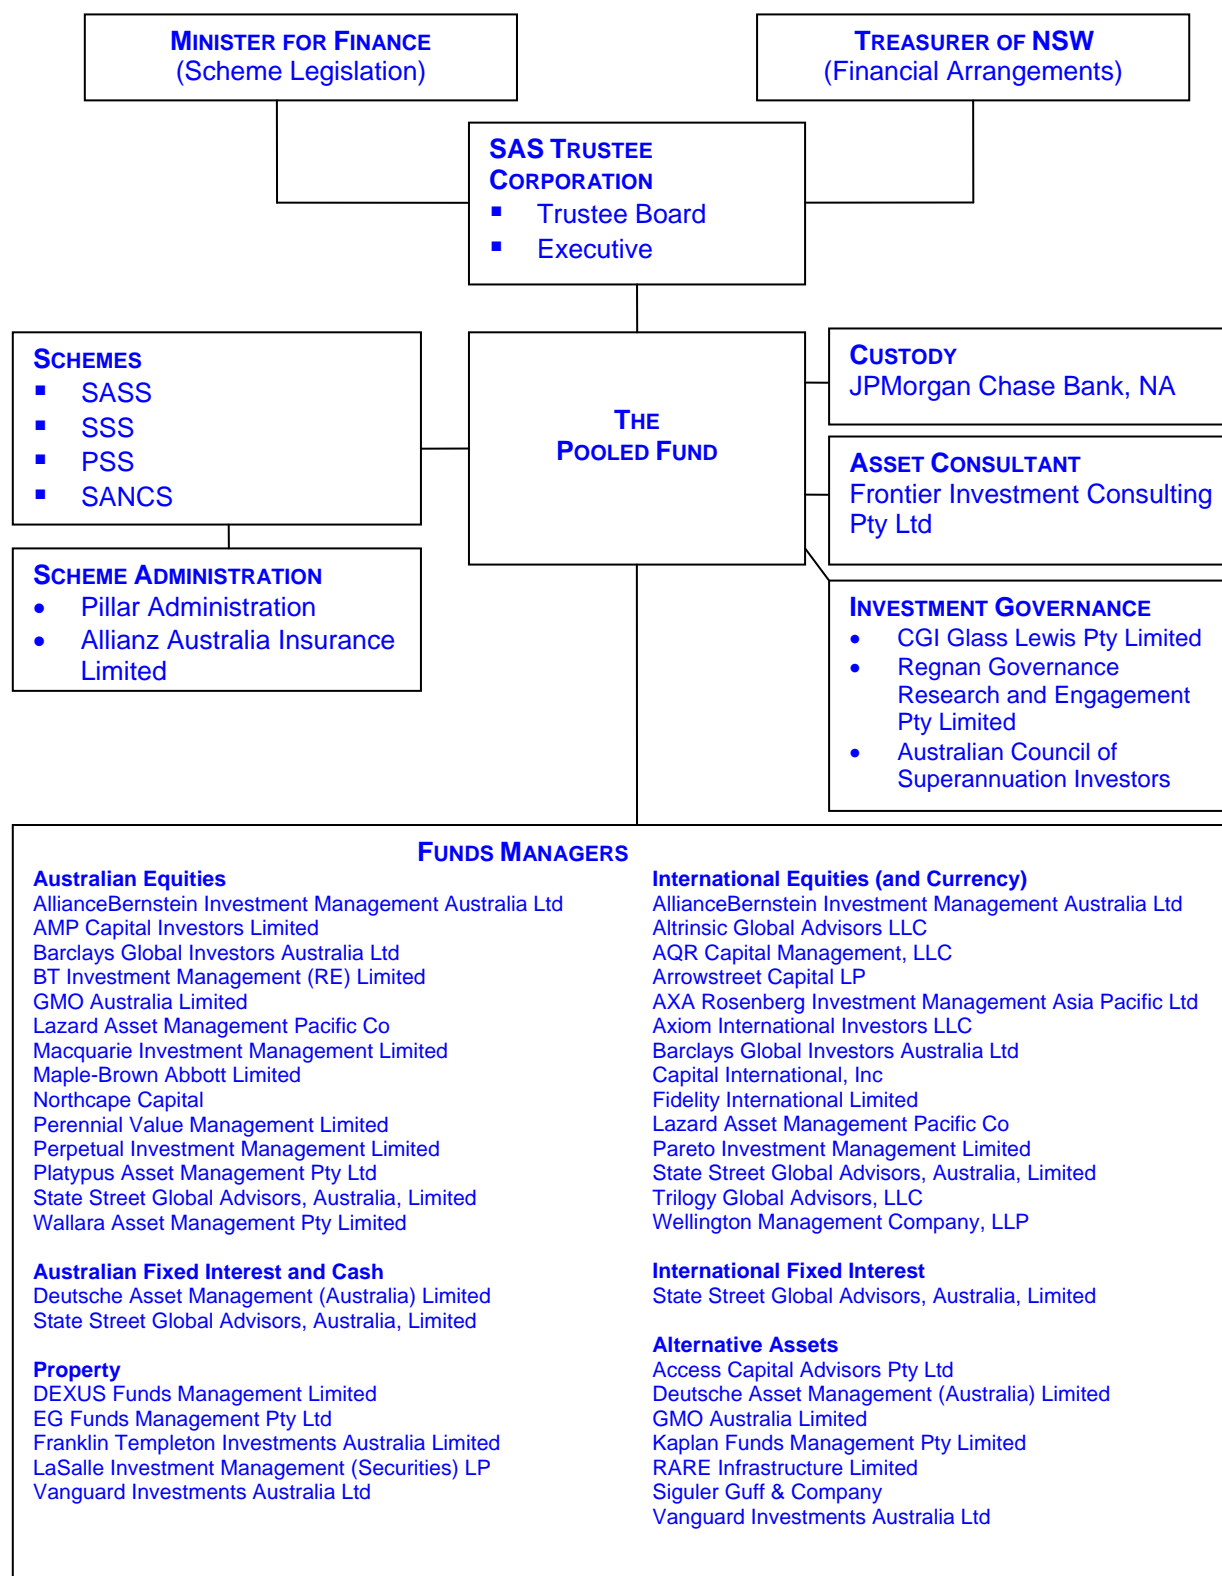 MINISTER FOR FINANCE
(Scheme Legislation)
TREASURER OF NSW
(Financial Arrangements)
SAS TRUSTEE
CORPORATION
▪ Trustee Board
▪ Executive
SCHEMES
▪ SASS
▪ SSS
▪ PSS
▪ SANCS
THE
POOLED FUND
CUSTODY
JPMorgan Chase Bank, NA
ASSET CONSULTANT
Frontier Investment Consulting
Pty Ltd
SCHEME ADMINISTRATION
• Pillar Administration
• Allianz Australia Insurance
Limited
INVESTMENT GOVERNANCE
• CGI Glass Lewis Pty Limited
• Regnan Governance
Research and Engagement
Pty Limited
• Australian Council of
Superannuation Investors
FUNDS MANAGERS
Australian Equities
AllianceBernstein Investment Management Australia Ltd
AMP Capital Investors Limited
Barclays Global Investors Australia Ltd
BT Investment Management (RE) Limited
GMO Australia Limited
Lazard Asset Management Pacific Co
Macquarie Investment Management Limited
Maple-Brown Abbott Limited
Northcape Capital
Perennial Value Management Limited
Perpetual Investment Management Limited
Platypus Asset Management Pty Ltd
State Street Global Advisors, Australia, Limited
Wallara Asset Management Pty Limited
Australian Fixed Interest and Cash
Deutsche Asset Management (Australia) Limited
State Street Global Advisors, Australia, Limited
Property
DEXUS Funds Management Limited
EG Funds Management Pty Ltd
Franklin Templeton Investments Australia Limited
LaSalle Investment Management (Securities) LP
Vanguard Investments Australia Ltd
International Equities (and Currency)
AllianceBernstein Investment Management Australia Ltd
Altrinsic Global Advisors LLC
AQR Capital Management, LLC
Arrowstreet Capital LP
AXA Rosenberg Investment Management Asia Pacific Ltd
Axiom International Investors LLC
Barclays Global Investors Australia Ltd
Capital International, Inc
Fidelity International Limited
Lazard Asset Management Pacific Co
Pareto Investment Management Limited
State Street Global Advisors, Australia, Limited
Trilogy Global Advisors, LLC
Wellington Management Company, LLP
International Fixed Interest
State Street Global Advisors, Australia, Limited
Alternative Assets
Access Capital Advisors Pty Ltd
Deutsche Asset Management (Australia) Limited
GMO Australia Limited
Kaplan Funds Management Pty Limited
RARE Infrastructure Limited
Siguler Guff & Company
Vanguard Investments Australia Ltd